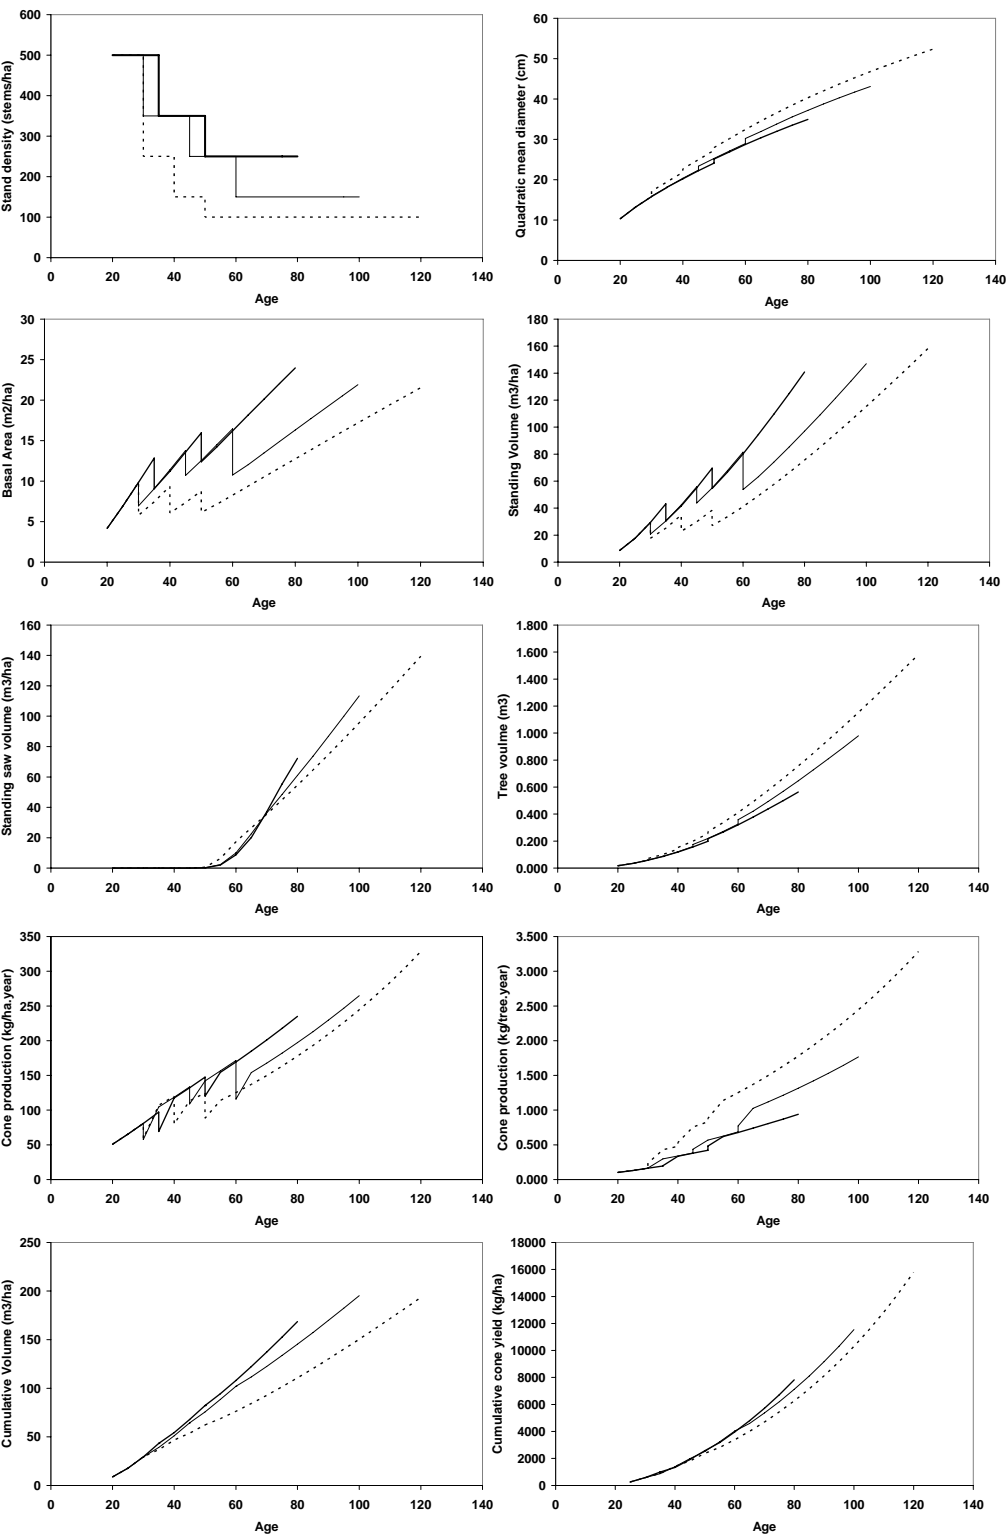 Stand density (stems/ha)
600
500
400
300
200
100
0
0 20 40 60 80 100 120 140
Age
Quadratic mean diameter (cm)
60
50
40
30
20
10
0
0 20 40 60 80 100 120 140
Age
Basal Area (m2/ha)
30
25
20
15
10
5
0
0 20 40 60 80 100 120 140
Age
Standing Volume (m3/ha)
180
160
140
120
100
80
60
40
20
0
0 20 40 60 80 100 120 140
Age
Standing saw volume (m3/ha)
160
140
120
100
80
60
40
20
0
0 20 40 60 80 100 120 140
Age
Tree voulme (m3)
1.800
1.600
1.400
1.200
1.000
0.800
0.600
0.400
0.200
0.000
0 20 40 60 80 100 120 140
Age
Cone production (kg/ha.year)
350
300
250
200
150
100
50
0
0 20 40 60 80 100 120 140
Age
Cone production (kg/tree.year)
3.500
3.000
2.500
2.000
1.500
1.000
0.500
0.000
0 20 40 60 80 100 120 140
Age
Cumulative Volume (m3/ha)
250
200
150
100
50
0
0 20 40 60 80 100 120 140
Age
Cumulative cone yield (kg/ha)
18000
16000
14000
12000
10000
8000
6000
4000
2000
0
0 20 40 60 80 100 120 140
Age